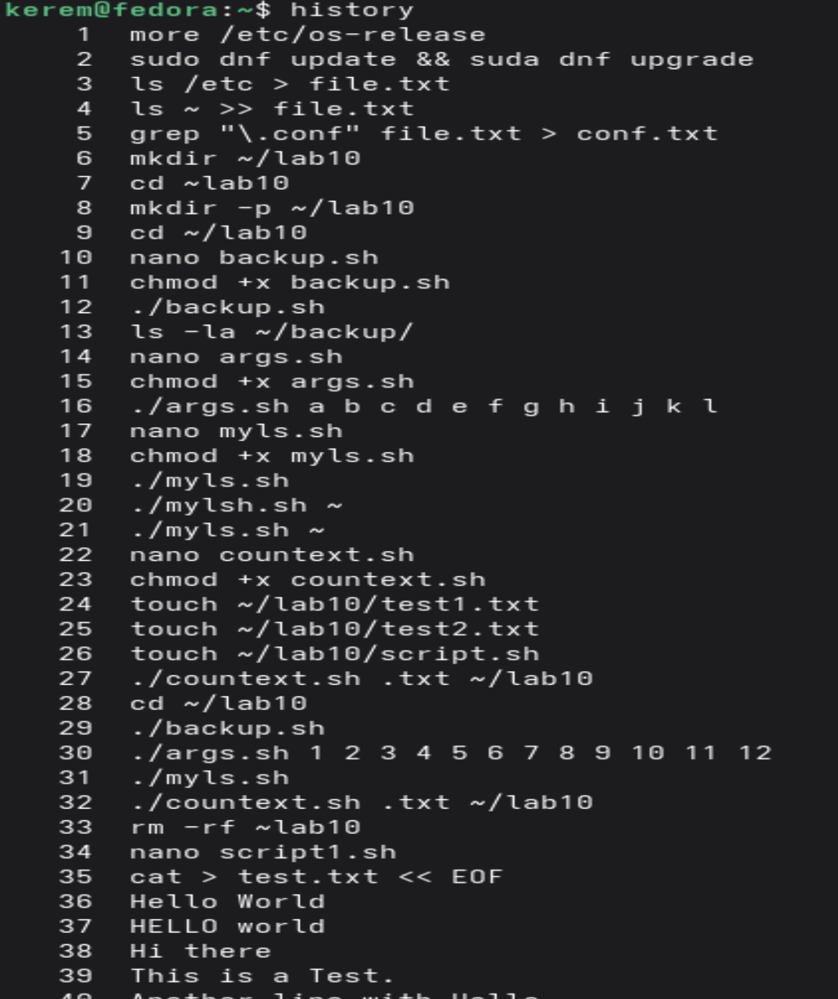 kerem@fedora:~$ history
1 more /etc/os-release
2 sudo dnf update && suda dnf upgrade
3 ls /etc > file.txt
4 ls ~ >> file.txt
5 grep "\.conf" file.txt > conf.txt
6 mkdir ~/lab10
7 cd ~lab10
8 mkdir -p ~/lab10
9 cd ~/lab10
10 nano backup.sh
11 chmod +x backup.sh
12 ./backup.sh
13 ls -la ~/backup/
14 nano args.sh
15 chmod +x args.sh
16 ./args.sh a b c d e f g h i j k l
17 nano myls.sh
18 chmod +x myls.sh
19 ./myls.sh
20 ./mylsh.sh ~
21 ./myls.sh ~
22 nano countext.sh
23 chmod +x countext.sh
24 touch ~/lab10/test1.txt
25 touch ~/lab10/test2.txt
26 touch ~/lab10/script.sh
27 ./countext.sh .txt ~/lab10
28 cd ~/lab10
29 ./backup.sh
30 ./args.sh 1 2 3 4 5 6 7 8 9 10 11 12
31 ./myls.sh
32 ./countext.sh .txt ~/lab10
33 rm -rf ~lab10
34 nano script1.sh
35 cat > test.txt << EOF
36 Hello World
37 HELLO world
38 Hi there
39 This is a Test.
40 Another line with Hello